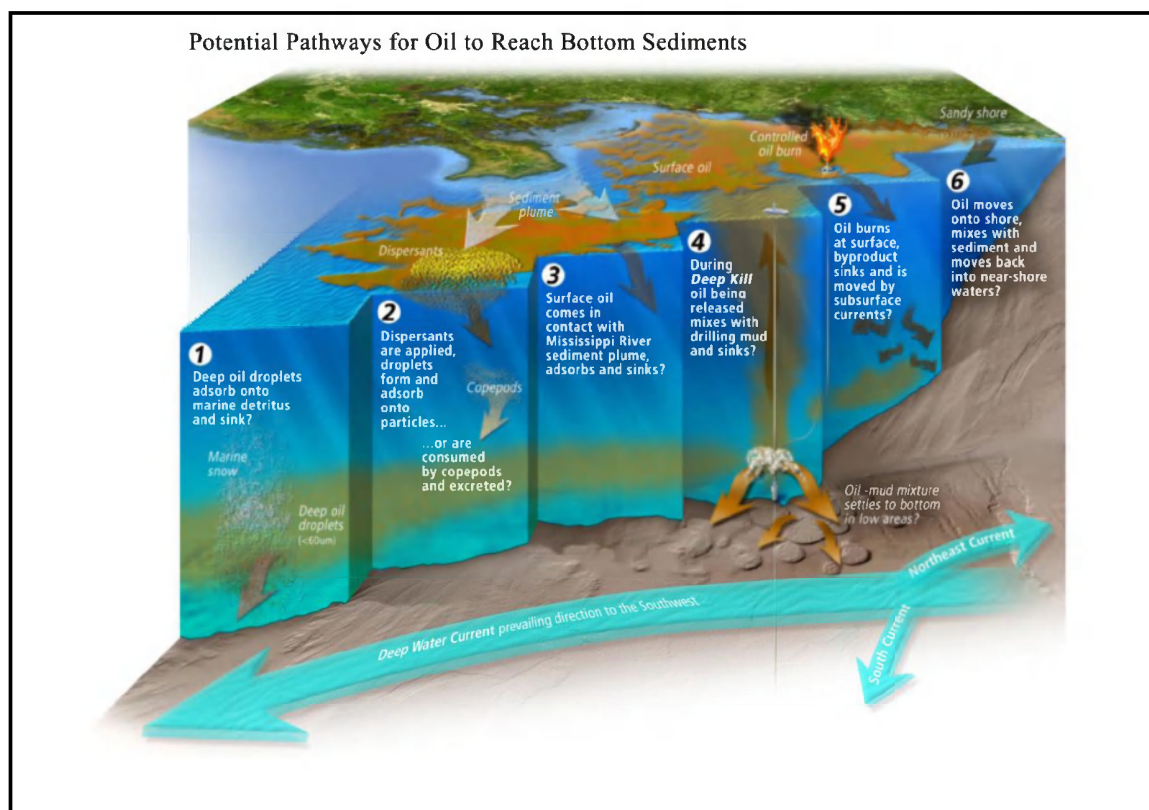 Potential Pathways for Oil to Reach Bottom Sediments
Sandy shore
Controlled
oil burn
Surface oil
Sediment
plume
Dispersants
1
Deep oil droplets
adsorb onto
marine detritus
and sink?
Marine
snow
Deep oil
droplets
(<60um)
2
Dispersants
are applied,
droplets
form and
adsorb
onto
particles...
Copepods
...or are
consumed
by copepods
and excreted?
3
Surface oil
comes in
contact with
Mississippi River
sediment plume,
adsorbs and sinks?
4
During
Deep Kill
oil being
released
mixes with
drilling mud
and sinks?
5
Oil burns
at surface,
byproduct
sinks and is
moved by
subsurface
currents?
6
Oil moves
onto shore,
mixes with
sediment and
moves back
into near-shore
waters?
Oil -mud mixture
settles to bottom
in low areas?
Northeast Current
Deep Water Current prevailing direction to the Southwest
South Current